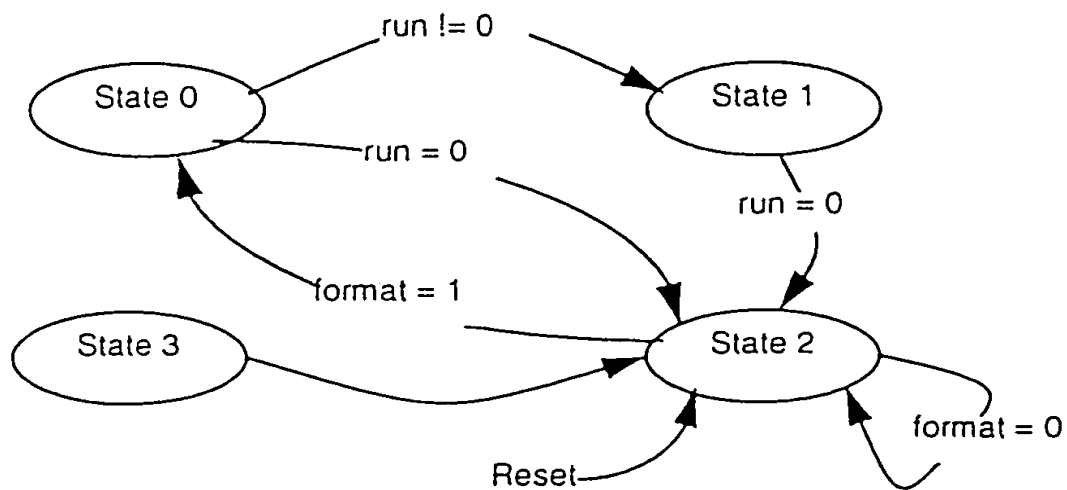 run != 0
State 0
State 1
run = 0
run = 0
format = 1
State 3
State 2
format = 0
Reset